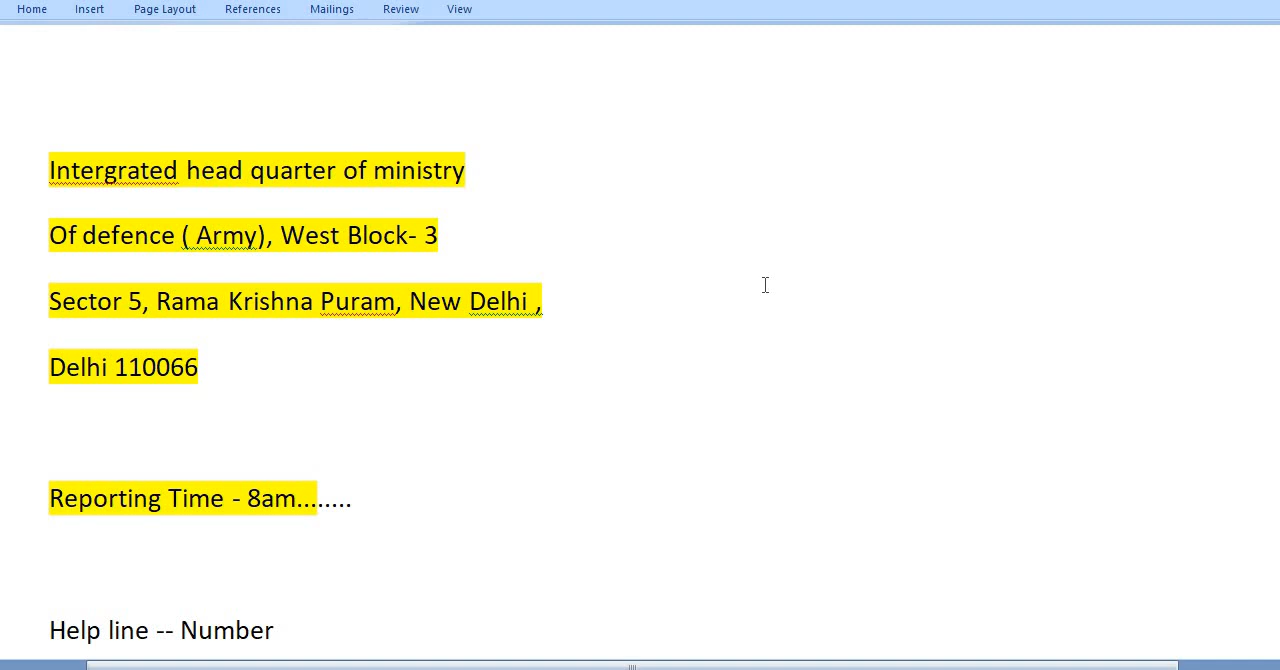 Home Insert Page Layout References Mailings Review View
Intergrated head quarter of ministry
Of defence ( Army), West Block- 3
Sector 5, Rama Krishna Puram, New Delhi ,
Delhi 110066
Reporting Time - 8am........
Help line -- Number